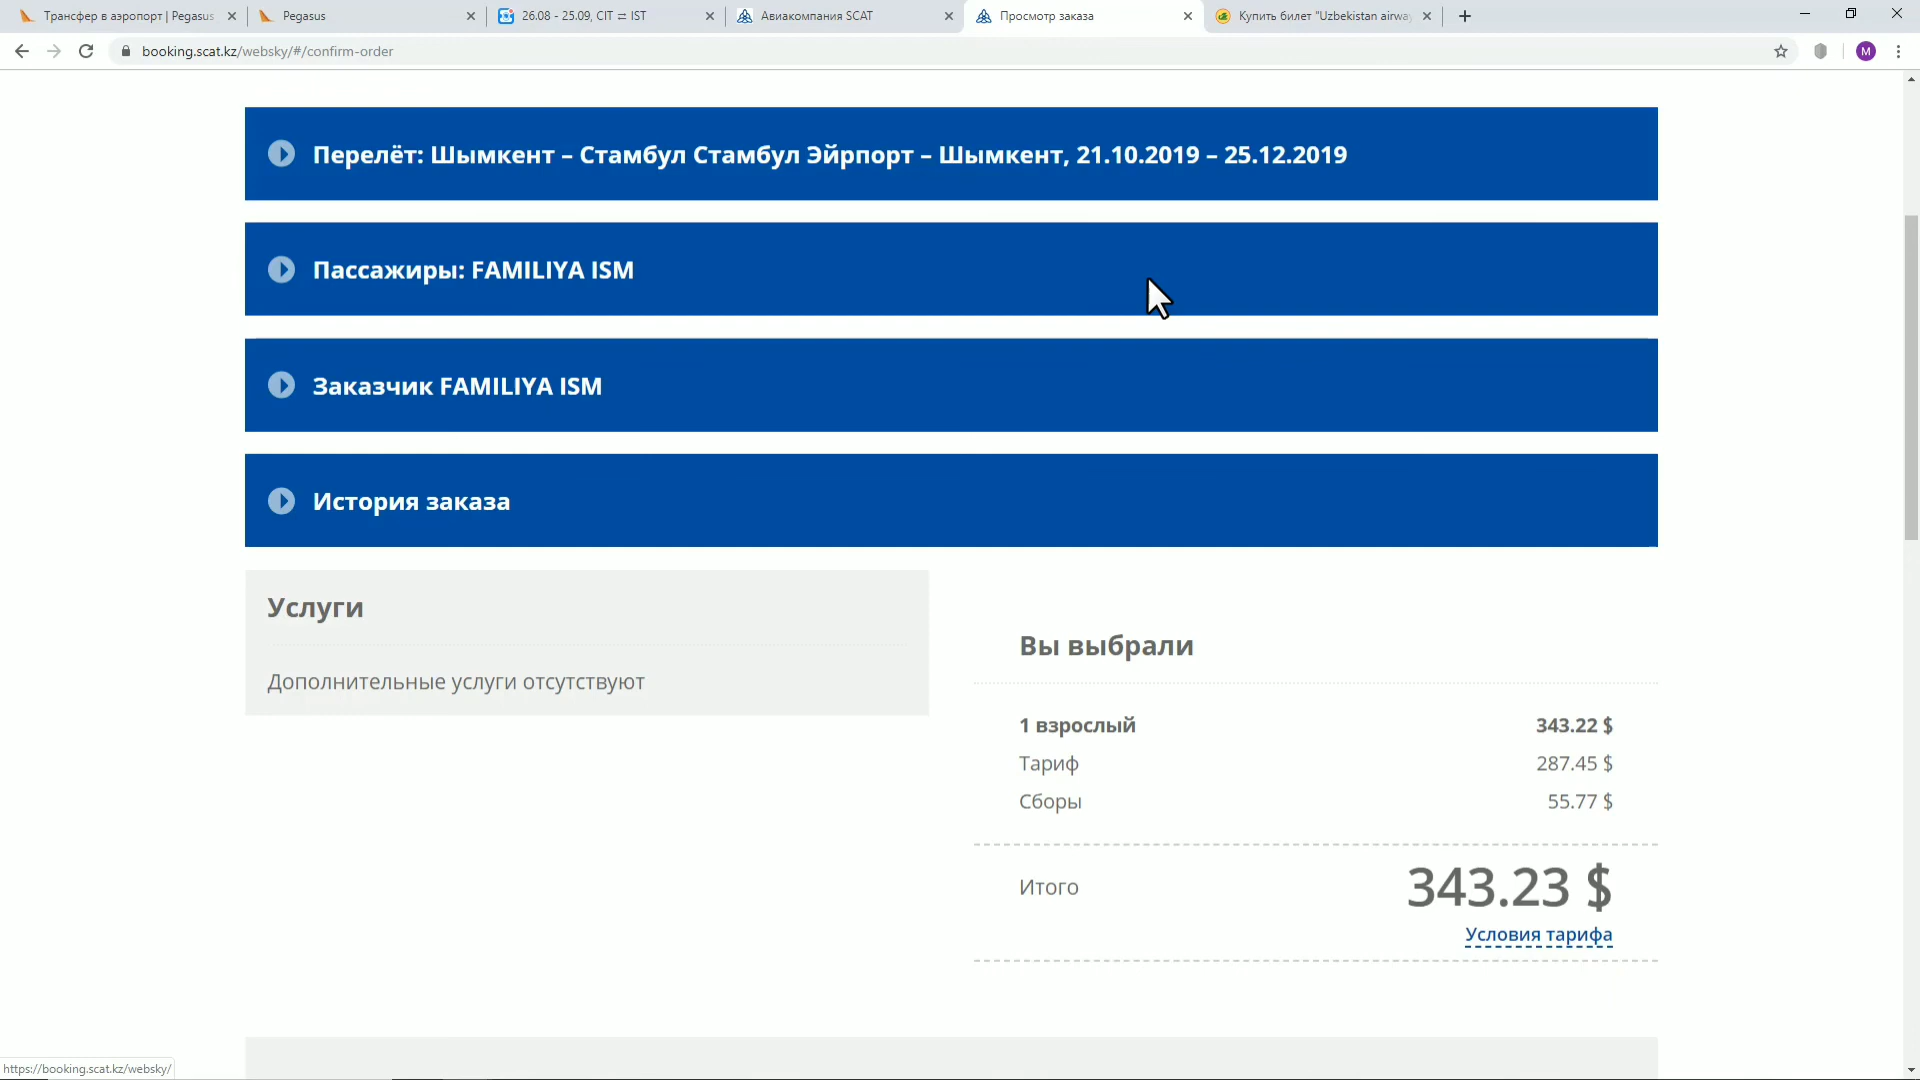 Трансфер в аэропорт | Pegasus
Pegasus
26.08 - 25.09, CIT ⇄ IST
Авиакомпания SCAT
Просмотр заказа
Купить билет "Uzbekistan airwa
booking.scat.kz/websky/#/confirm-order
M
Перелёт: Шымкент – Стамбул Стамбул Эйрпорт – Шымкент, 21.10.2019 – 25.12.2019
Пассажиры: FAMILIYA ISM
Заказчик FAMILIYA ISM
История заказа
Услуги
Дополнительные услуги отсутствуют
Вы выбрали
1 взрослый 343.22 $
Тариф 287.45 $
Сборы 55.77 $
Итого 343.23 $
Условия тарифа
https://booking.scat.kz/websky/